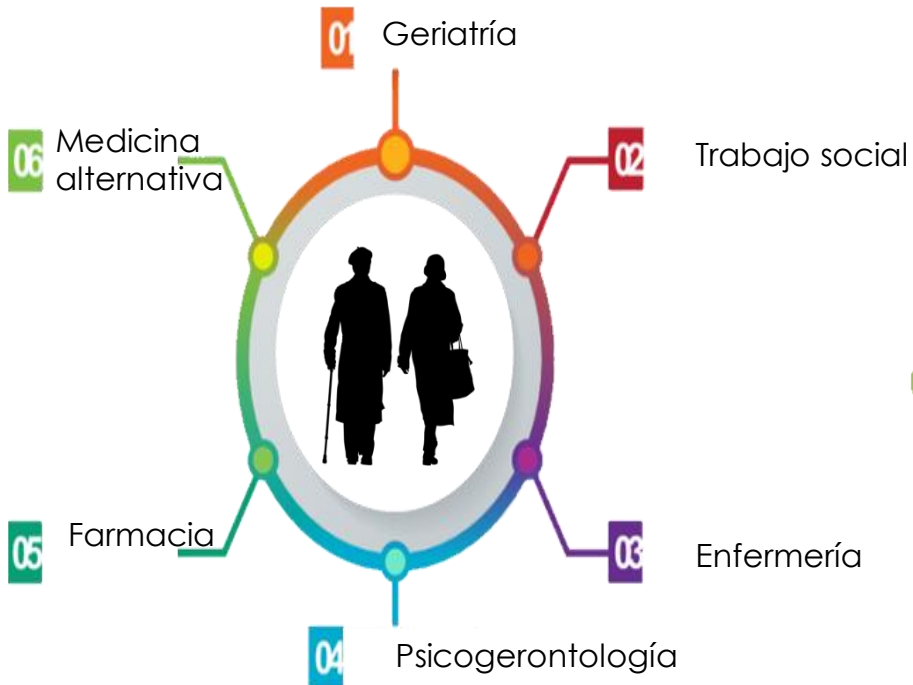 01 Geriatría
02 Trabajo social
03 Enfermería
04 Psicogerontología
05 Farmacia
06 Medicina
alternativa